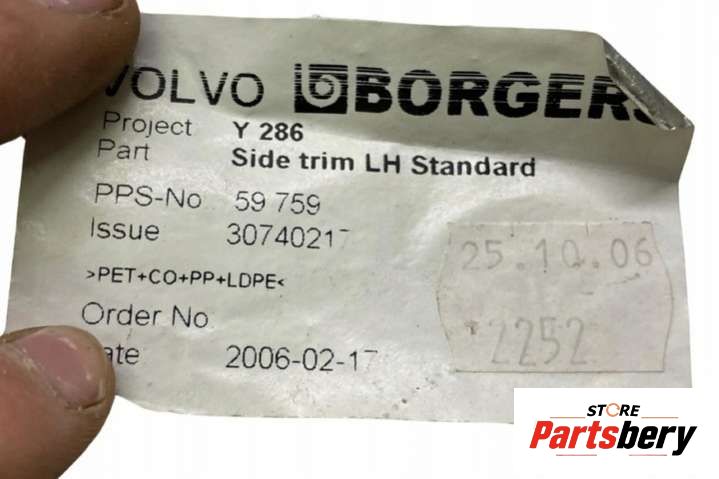 VOLVO BORGERS
Project Y 286
Part Side trim LH Standard
PPS-No 59 759
Issue 30740217
>PET+CO+PP+LDPE<
Order No
Date 2006-02-17
25.10.06
2252
STORE
Partsbery